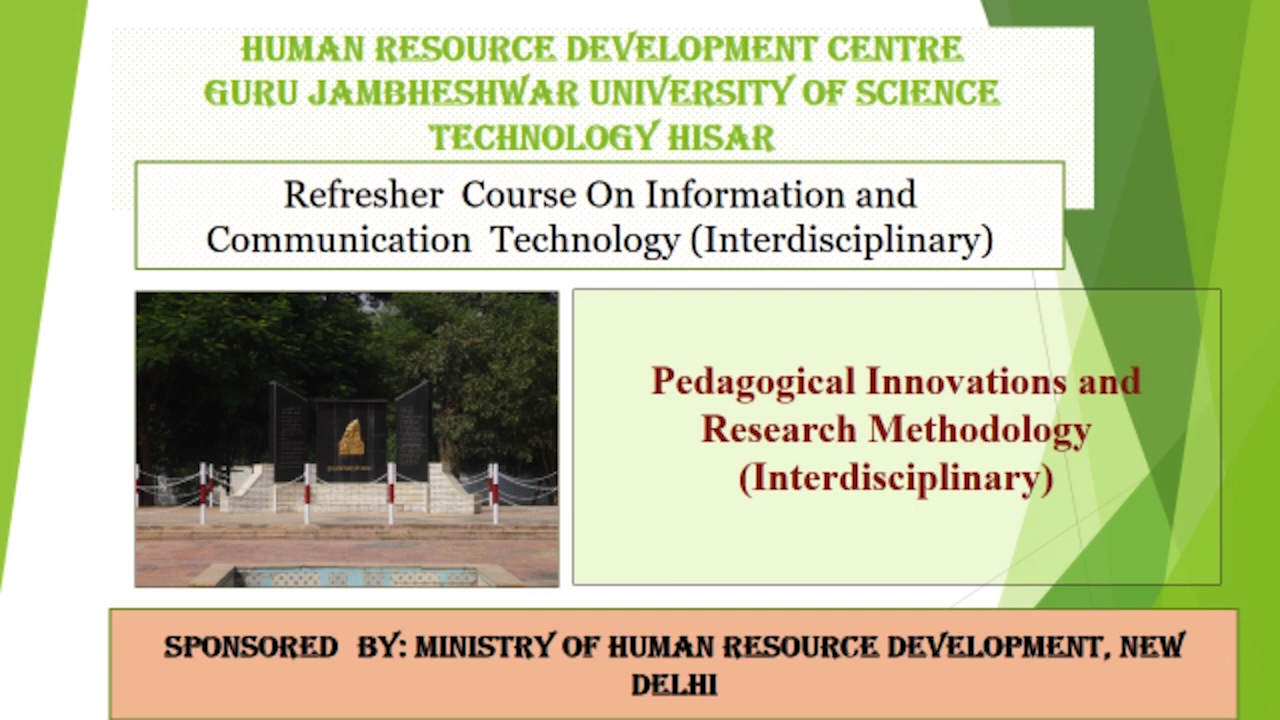 HUMAN RESOURCE DEVELOPMENT CENTRE
GURU JAMBHESHWAR UNIVERSITY OF SCIENCE
TECHNOLOGY HISAR
Refresher Course On Information and
Communication Technology (Interdisciplinary)
Pedagogical Innovations and
Research Methodology
(Interdisciplinary)
SPONSORED BY: MINISTRY OF HUMAN RESOURCE DEVELOPMENT, NEW
DELHI